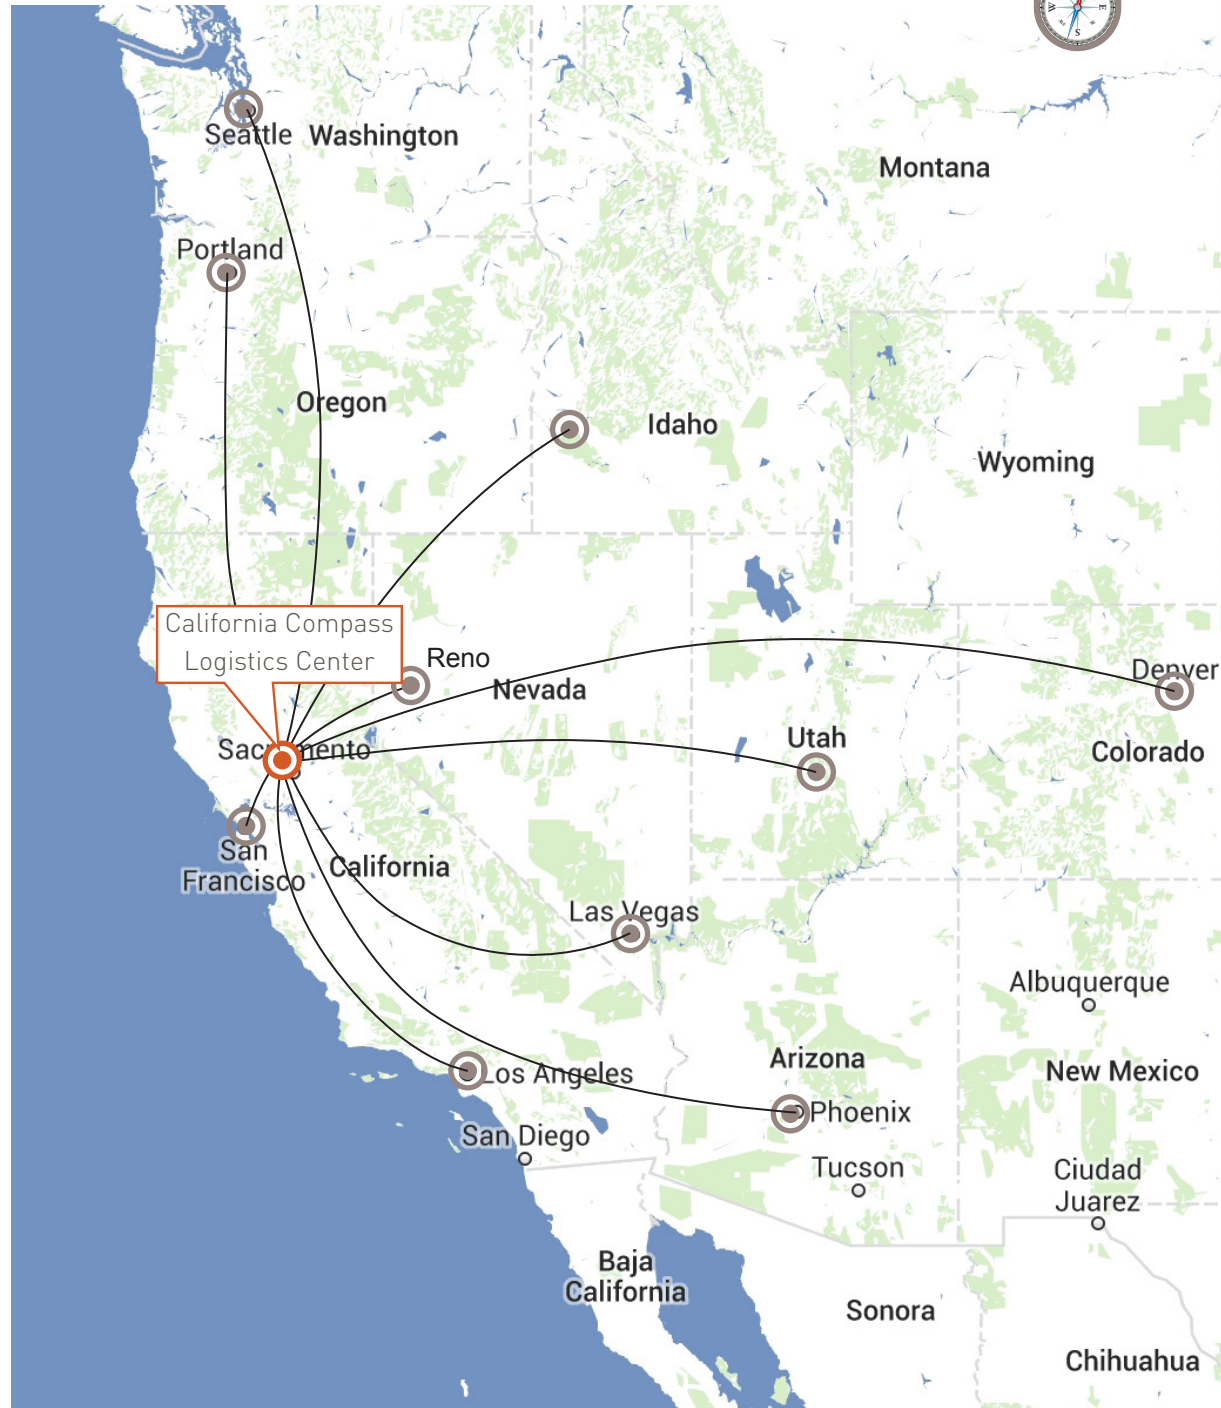 W
E
S
Seattle
Washington
Montana
Portland
Oregon
Idaho
Wyoming
California Compass
Logistics Center
Reno
Nevada
Denver
Sacramento
Utah
Colorado
San
Francisco
California
Las Vegas
Albuquerque
Arizona
New Mexico
Los Angeles
Phoenix
San Diego
Tucson
Ciudad
Juarez
Baja
California
Sonora
Chihuahua